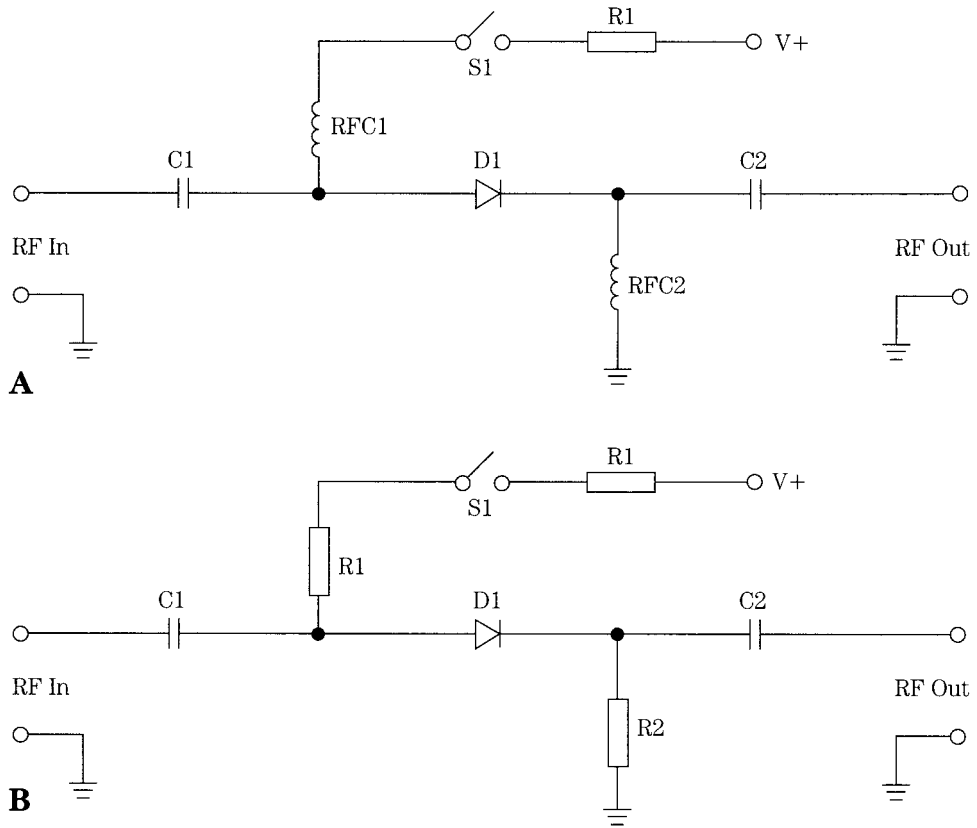 R1
S1
V+
RFC1
C1
D1
C2
RF In
RF Out
RFC2
A
R1
S1
V+
R1
C1
D1
C2
RF In
RF Out
R2
B